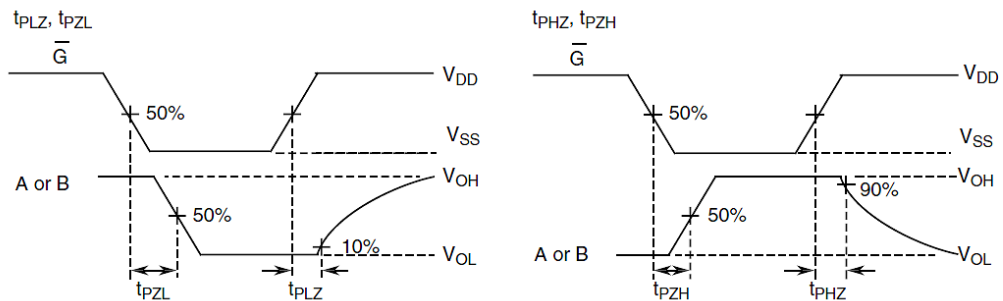 tPLZ, tPZL
G
VDD
50%
VSS
A or B
VOH
50%
10%
VOL
tPZL
tPLZ
tPHZ, tPZH
G
VDD
50%
VSS
VOH
90%
50%
A or B
VOL
tPZH
tPHZ